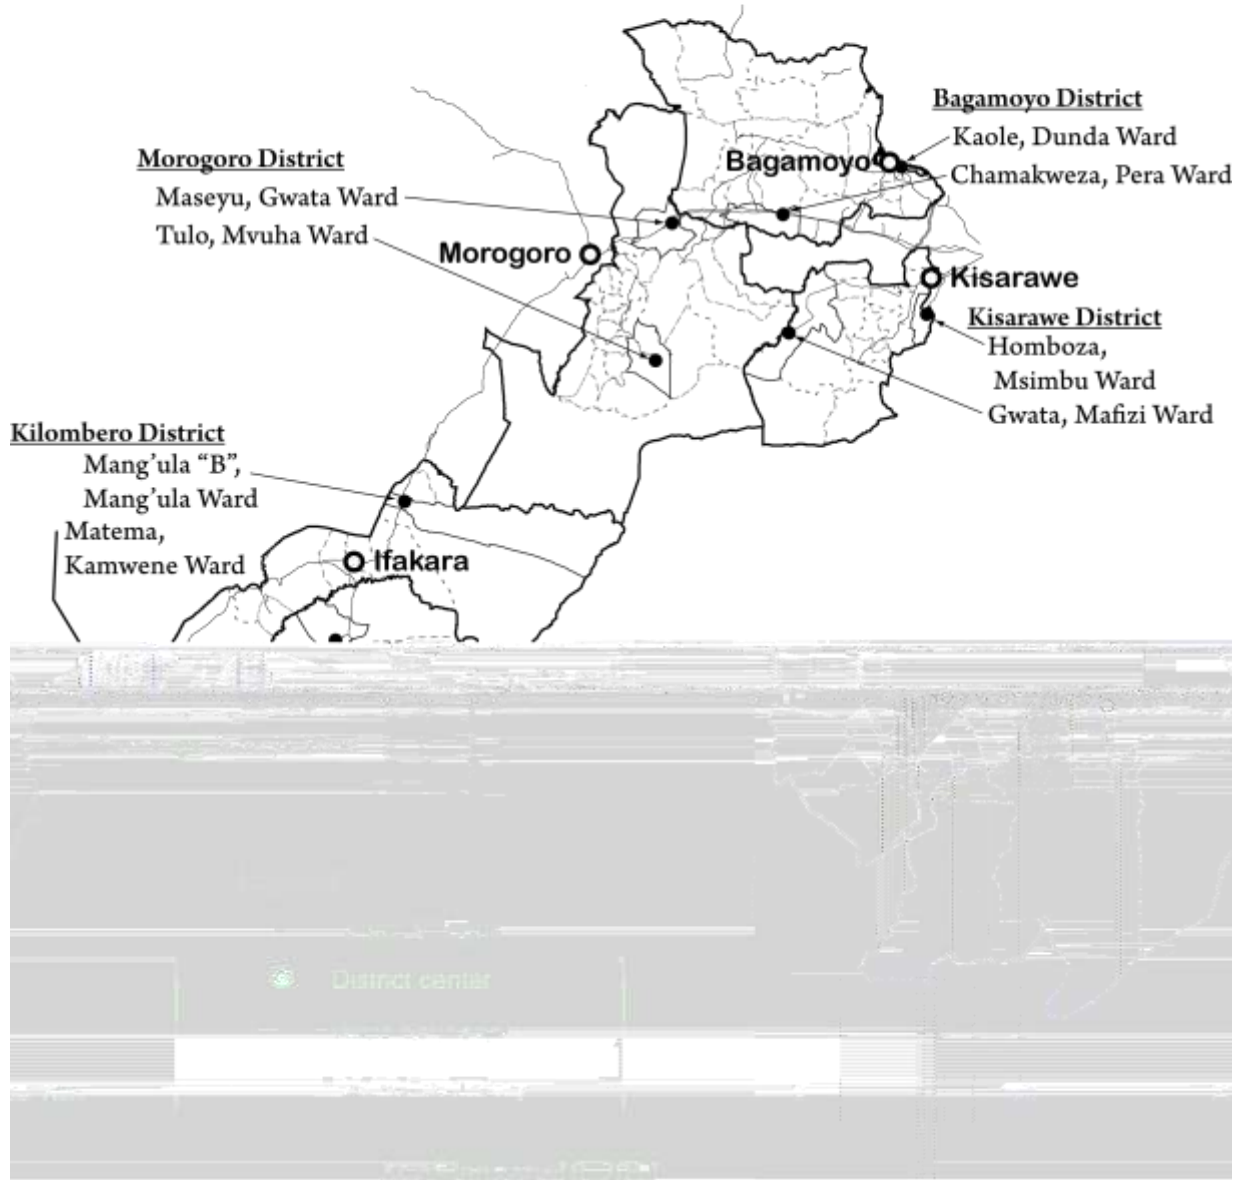 Bagamoyo District
Kaole, Dunda Ward
Chamakweza, Pera Ward
Bagamoyo
Morogoro District
Maseyu, Gwata Ward
Tulo, Mvuha Ward
Morogoro
Kisarawe
Kisarawe District
Homboza,
Msimbu Ward
Gwata, Mafizi Ward
Kilombero District
Mang’ula “B”,
Mang’ula Ward
Matema,
Kamwene Ward
Ifakara
District center